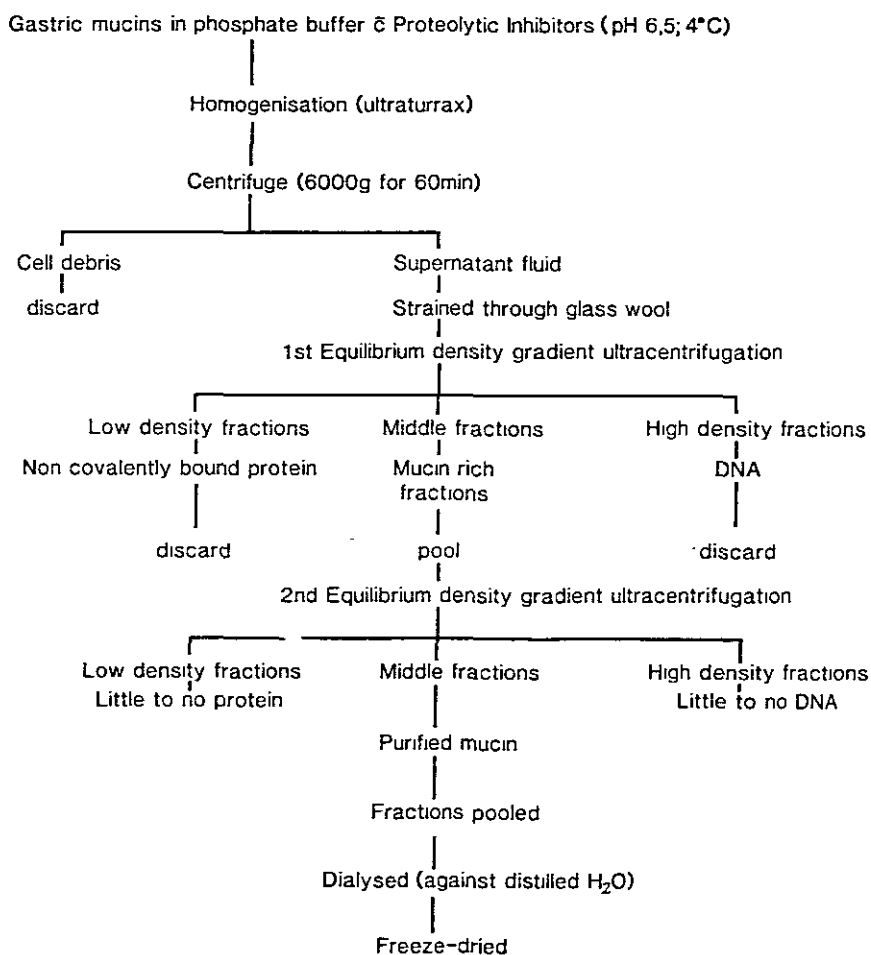 Gastric mucins in phosphate buffer c̄ Proteolytic Inhibitors (pH 6,5; 4°C)
Homogenisation (ultraturrax)
Centrifuge (6000g for 60min)
Cell debris
Supernatant fluid
discard
Strained through glass wool
1st Equilibrium density gradient ultracentrifugation
Low density fractions
Middle fractions
High density fractions
Non covalently bound protein
Mucin rich
fractions
DNA
discard
pool
discard
2nd Equilibrium density gradient ultracentrifugation
Low density fractions
Middle fractions
High density fractions
Little to no protein
Little to no DNA
Purified mucin
Fractions pooled
Dialysed (against distilled H₂O)
Freeze-dried